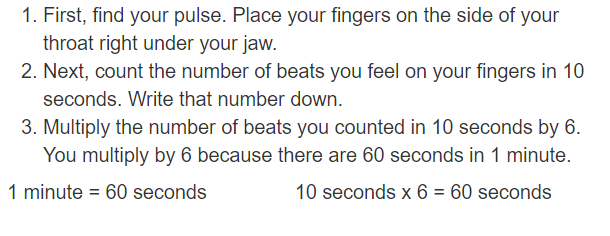 1. First, find your pulse. Place your fingers on the side of your
throat right under your jaw.
2. Next, count the number of beats you feel on your fingers in 10
seconds. Write that number down.
3. Multiply the number of beats you counted in 10 seconds by 6.
You multiply by 6 because there are 60 seconds in 1 minute.
1 minute = 60 seconds 10 seconds x 6 = 60 seconds